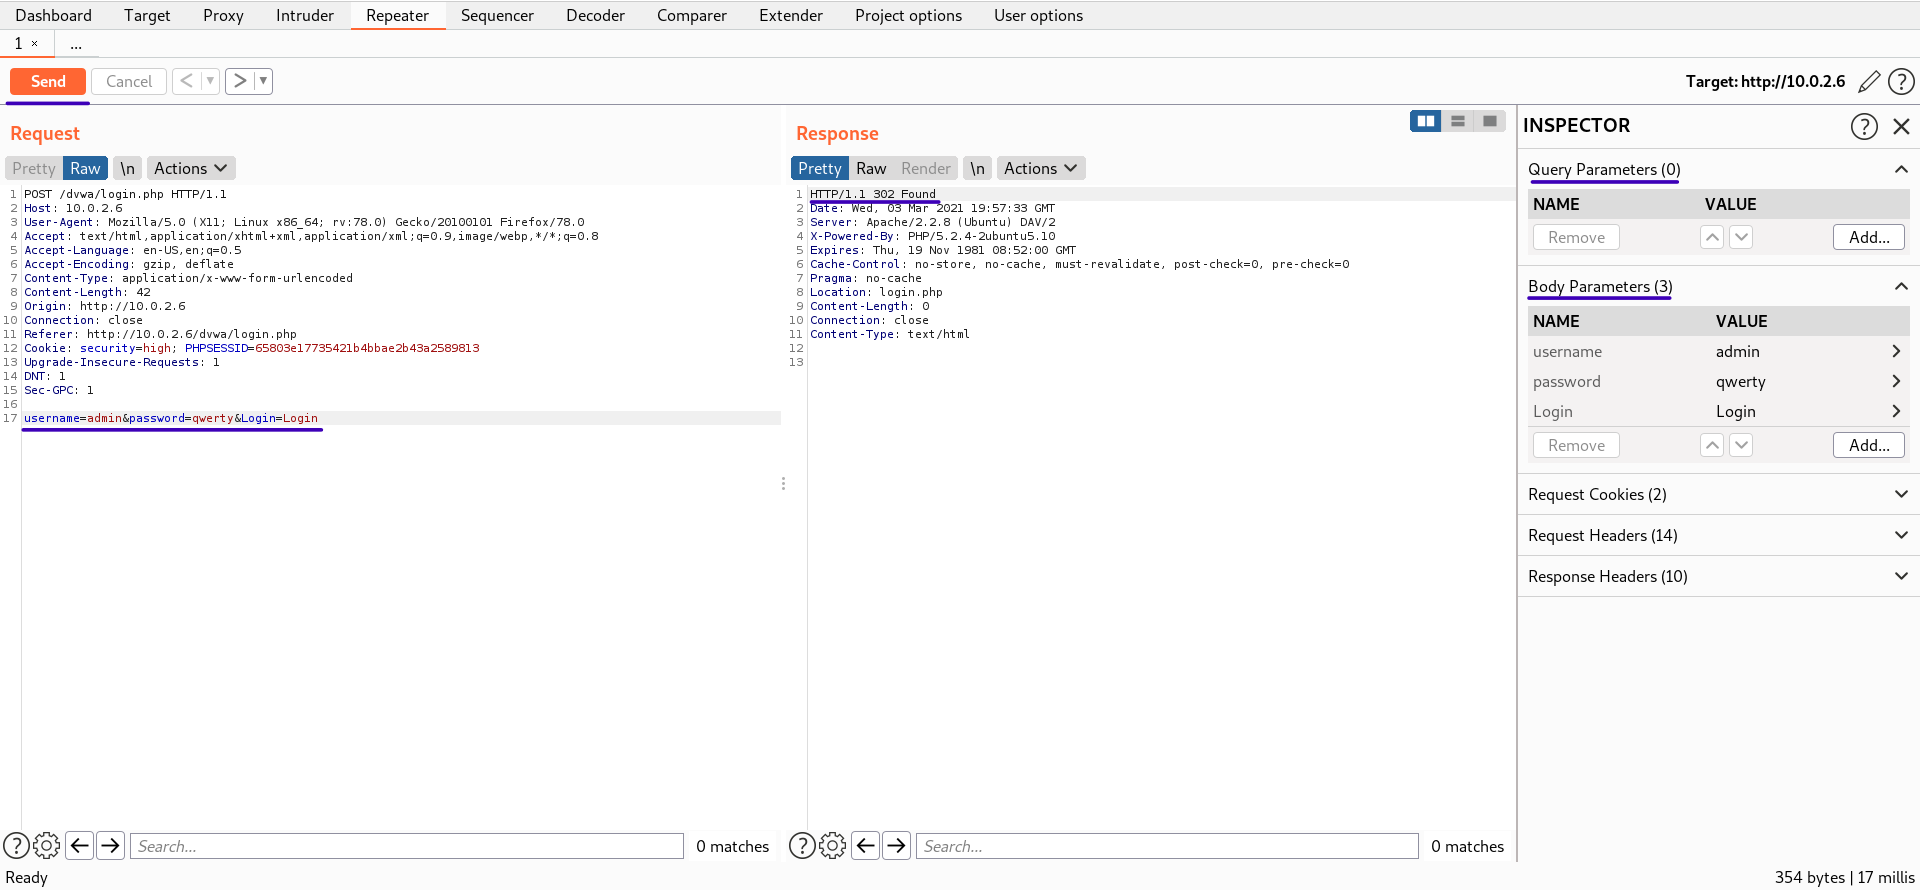 Dashboard Target Proxy Intruder Repeater Sequencer Decoder Comparer Extender Project options User options
1 × ...
Send Cancel < > Target: http://10.0.2.6 ?
Request
Pretty Raw \n Actions
1 POST /dvwa/login.php HTTP/1.1
2 Host: 10.0.2.6
3 User-Agent: Mozilla/5.0 (X11; Linux x86_64; rv:78.0) Gecko/20100101 Firefox/78.0
4 Accept: text/html,application/xhtml+xml,application/xml;q=0.9,image/webp,*/*;q=0.8
5 Accept-Language: en-US,en;q=0.5
6 Accept-Encoding: gzip, deflate
7 Content-Type: application/x-www-form-urlencoded
8 Content-Length: 42
9 Origin: http://10.0.2.6
10 Connection: close
11 Referer: http://10.0.2.6/dvwa/login.php
12 Cookie: security=high; PHPSESSID=65803e17735421b4bbae2b43a2589813
13 Upgrade-Insecure-Requests: 1
14 DNT: 1
15 Sec-GPC: 1
16
17 username=admin&password=qwerty&Login=Login
? Search... 0 matches
Response
Pretty Raw Render \n Actions
1 HTTP/1.1 302 Found
2 Date: Wed, 03 Mar 2021 19:57:33 GMT
3 Server: Apache/2.2.8 (Ubuntu) DAV/2
4 X-Powered-By: PHP/5.2.4-2ubuntu5.10
5 Expires: Thu, 19 Nov 1981 08:52:00 GMT
6 Cache-Control: no-store, no-cache, must-revalidate, post-check=0, pre-check=0
7 Pragma: no-cache
8 Location: login.php
9 Content-Length: 0
10 Connection: close
11 Content-Type: text/html
12
13
? Search... 0 matches
INSPECTOR ?
Query Parameters (0)
NAME VALUE
Remove Add...
Body Parameters (3)
NAME VALUE
username admin
password qwerty
Login Login
Remove Add...
Request Cookies (2)
Request Headers (14)
Response Headers (10)
Ready 354 bytes | 17 millis